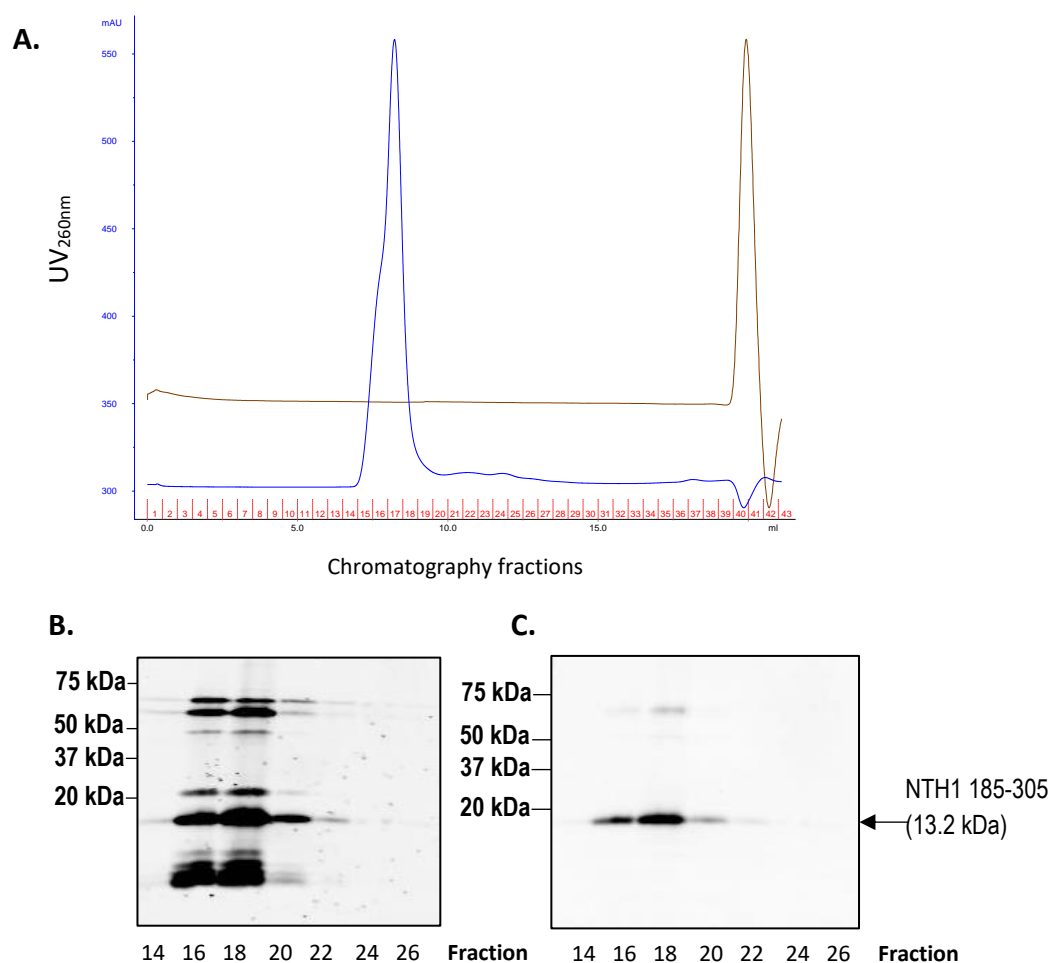 A.
mAU
550
500
450
400
350
300
UV260nm
1 2 3 4 5 6 7 8 9 10 11 12 13 14 15 16 17 18 19 20 21 22 23 24 25 26 27 28 29 30 31 32 33 34 35 36 37 38 39 40 41 42 43
0.0 5.0 10.0 15.0 ml
Chromatography fractions
B.
75 kDa
50 kDa
37 kDa
20 kDa
14 16 18 20 22 24 26 Fraction
C.
75 kDa
50 kDa
37 kDa
20 kDa
NTH1 185-305
(13.2 kDa)
14 16 18 20 22 24 26 Fraction